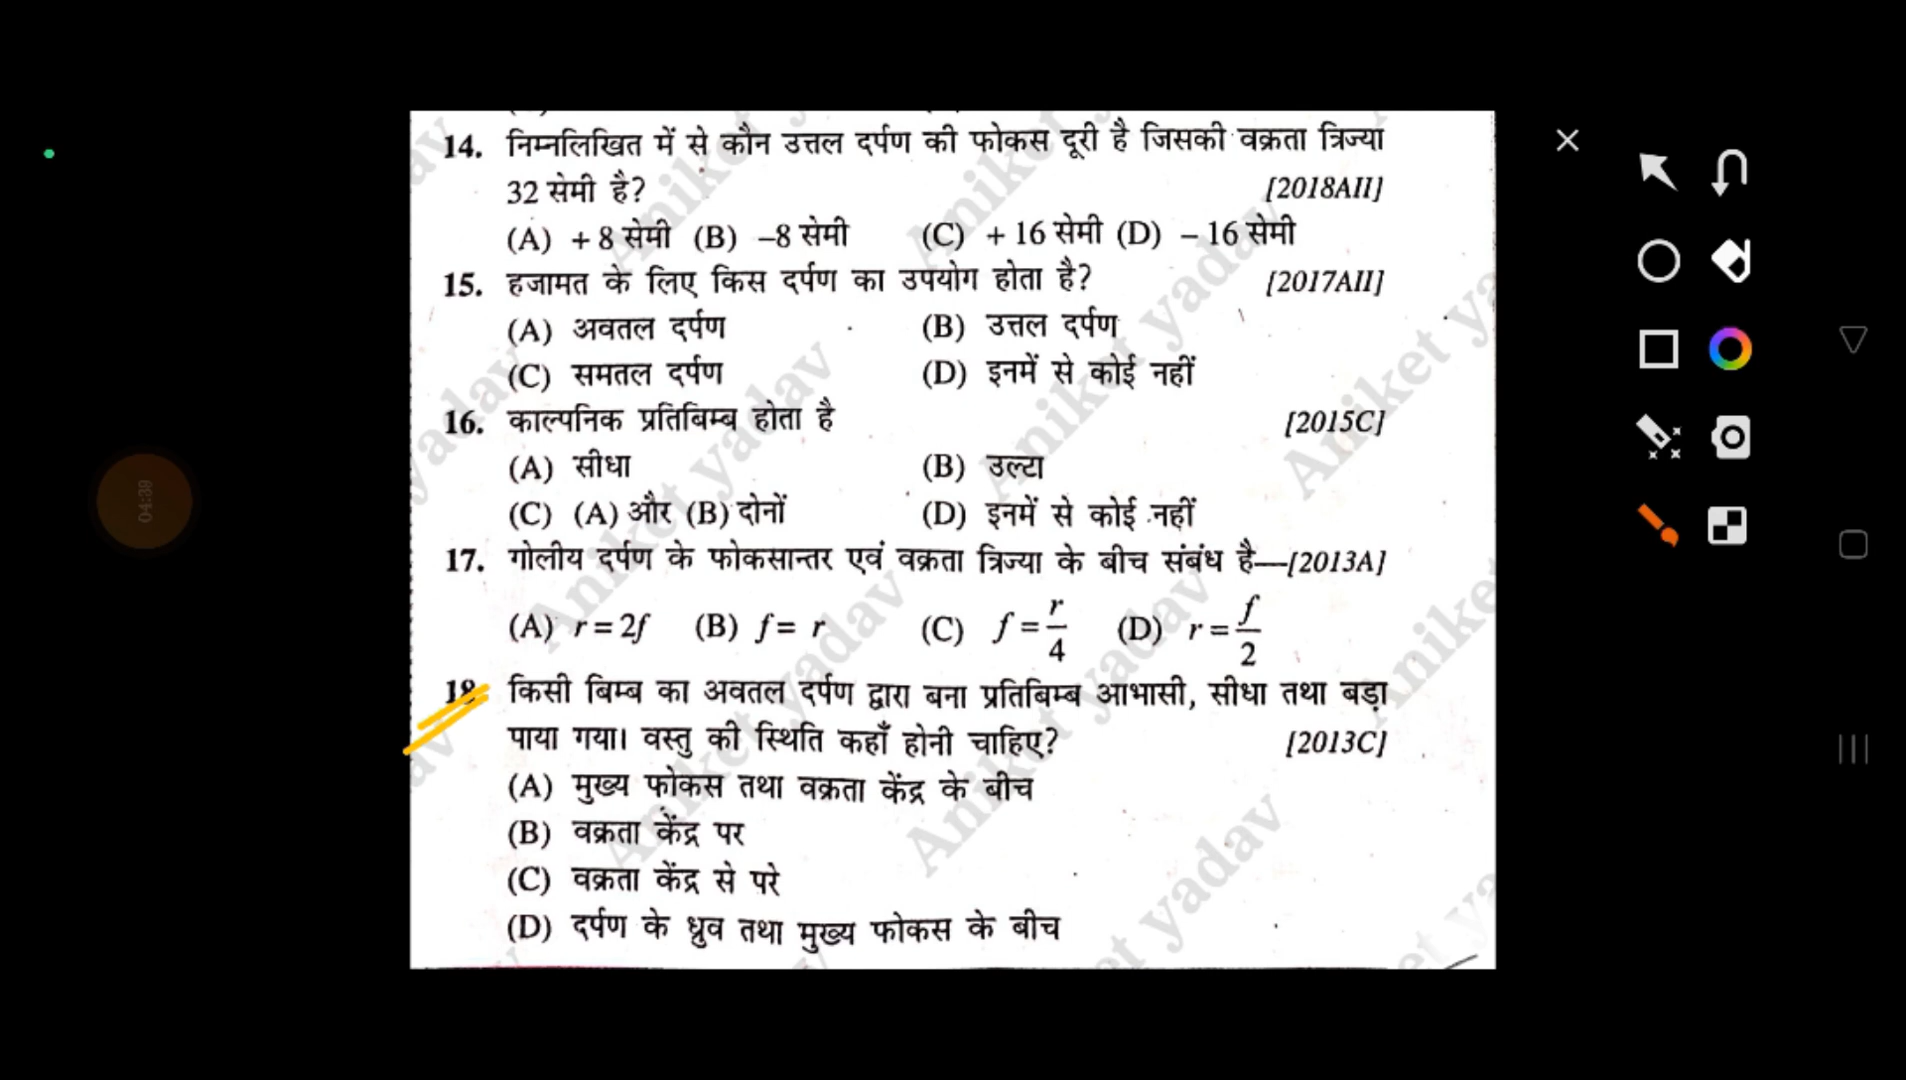 14. निम्नलिखित में से कौन उत्तल दर्पण की फोकस दूरी है जिसकी वक्रता त्रिज्या
32 सेमी है? [2018AII]
(A) + 8 सेमी (B) –8 सेमी (C) + 16 सेमी (D) – 16 सेमी
15. हजामत के लिए किस दर्पण का उपयोग होता है? [2017AII]
(A) अवतल दर्पण (B) उत्तल दर्पण
(C) समतल दर्पण (D) इनमें से कोई नहीं
16. काल्पनिक प्रतिबिम्ब होता है [2015C]
(A) सीधा (B) उल्टा
(C) (A) और (B) दोनों (D) इनमें से कोई नहीं
17. गोलीय दर्पण के फोकसान्तर एवं वक्रता त्रिज्या के बीच संबंध है—[2013A]
(A) r = 2f (B) f = r (C) f = r/4 (D) r = f/2
18. किसी बिम्ब का अवतल दर्पण द्वारा बना प्रतिबिम्ब आभासी, सीधा तथा बड़ा
पाया गया। वस्तु की स्थिति कहाँ होनी चाहिए? [2013C]
(A) मुख्य फोकस तथा वक्रता केंद्र के बीच
(B) वक्रता केंद्र पर
(C) वक्रता केंद्र से परे
(D) दर्पण के ध्रुव तथा मुख्य फोकस के बीच
Aniket yadav
04:39